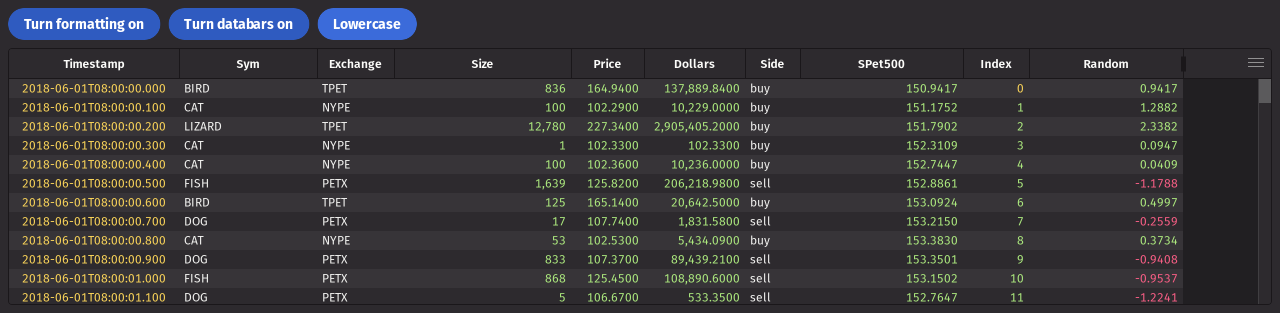 Turn formatting on Turn databars on Lowercase
Timestamp Sym Exchange Size Price Dollars Side SPet500 Index Random
2018-06-01T08:00:00.000 BIRD TPET 836 164.9400 137,889.8400 buy 150.9417 0 0.9417
2018-06-01T08:00:00.100 CAT NYPE 100 102.2900 10,229.0000 buy 151.1752 1 1.2882
2018-06-01T08:00:00.200 LIZARD TPET 12,780 227.3400 2,905,405.2000 buy 151.7902 2 2.3382
2018-06-01T08:00:00.300 CAT NYPE 1 102.3300 102.3300 buy 152.3109 3 0.0947
2018-06-01T08:00:00.400 CAT NYPE 100 102.3600 10,236.0000 buy 152.7447 4 0.0409
2018-06-01T08:00:00.500 FISH PETX 1,639 125.8200 206,218.9800 sell 152.8861 5 -1.1788
2018-06-01T08:00:00.600 BIRD TPET 125 165.1400 20,642.5000 buy 153.0924 6 0.4997
2018-06-01T08:00:00.700 DOG PETX 17 107.7400 1,831.5800 sell 153.2150 7 -0.2559
2018-06-01T08:00:00.800 CAT NYPE 53 102.5300 5,434.0900 buy 153.3830 8 0.3734
2018-06-01T08:00:00.900 DOG PETX 833 107.3700 89,439.2100 sell 153.3501 9 -0.9408
2018-06-01T08:00:01.000 FISH PETX 868 125.4500 108,890.6000 sell 153.1502 10 -0.9537
2018-06-01T08:00:01.100 DOG PETX 5 106.6700 533.3500 sell 152.7647 11 -1.2241